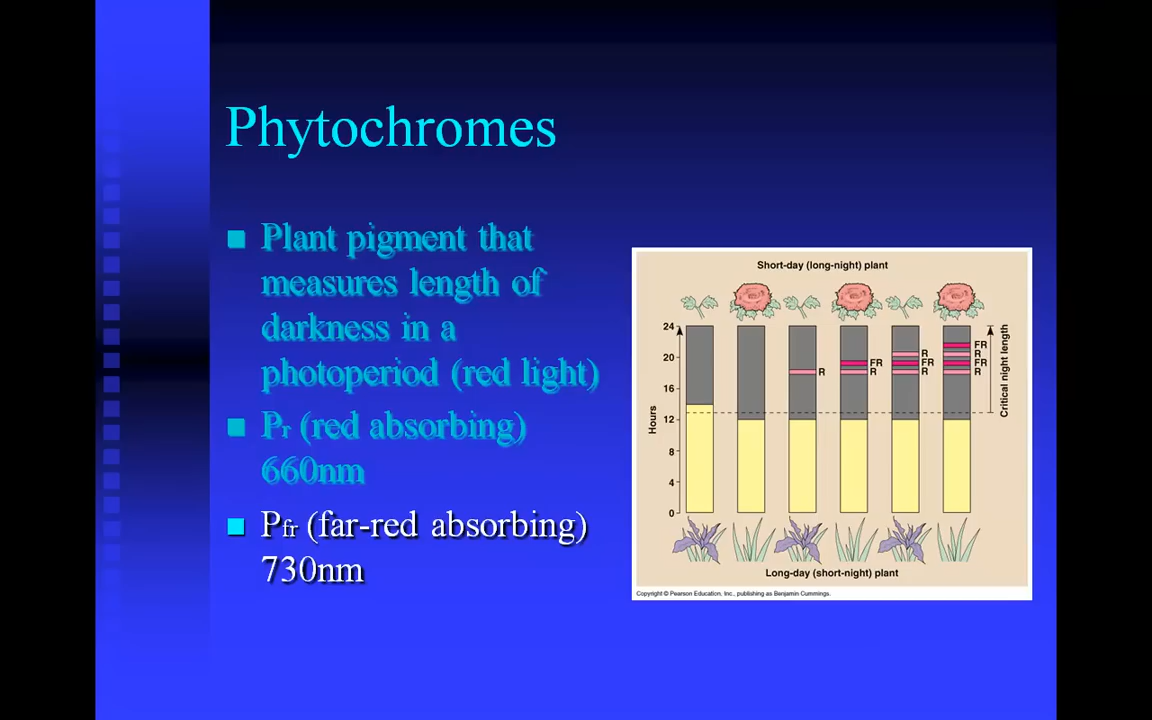 Phytochromes
Plant pigment that
measures length of
darkness in a
photoperiod (red light)
Pr (red absorbing)
660nm
Pfr (far-red absorbing)
730nm
Short-day (long-night) plant
24
20
16
12
8
4
0
Hours
R
FR
R
R
FR
R
FR
R
FR
R
Critical night length
Long-day (short-night) plant
Copyright © Pearson Education, Inc., publishing as Benjamin Cummings.